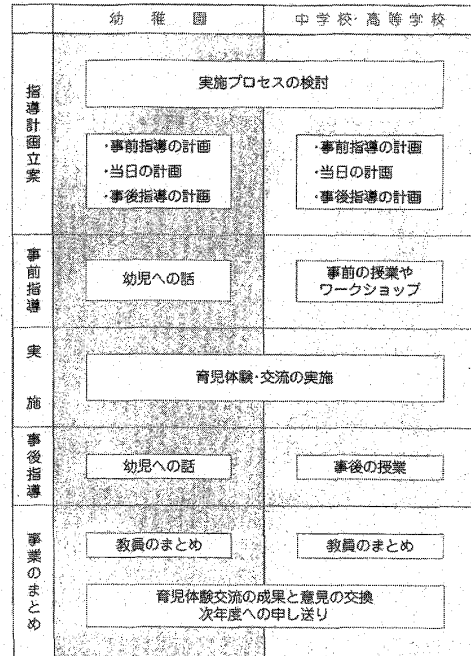 幼稚園
中学校・高等学校
指導計画立案
実施プロセスの検討
・事前指導の計画
・当日の計画
・事後指導の計画
・事前指導の計画
・当日の計画
・事後指導の計画
事前指導
幼児への話
事前の授業や
ワークショップ
実施
育児体験・交流の実施
事後指導
幼児への話
事後の授業
事業のまとめ
教員のまとめ
教員のまとめ
育児体験交流の成果と意見の交換
次年度への申し送り